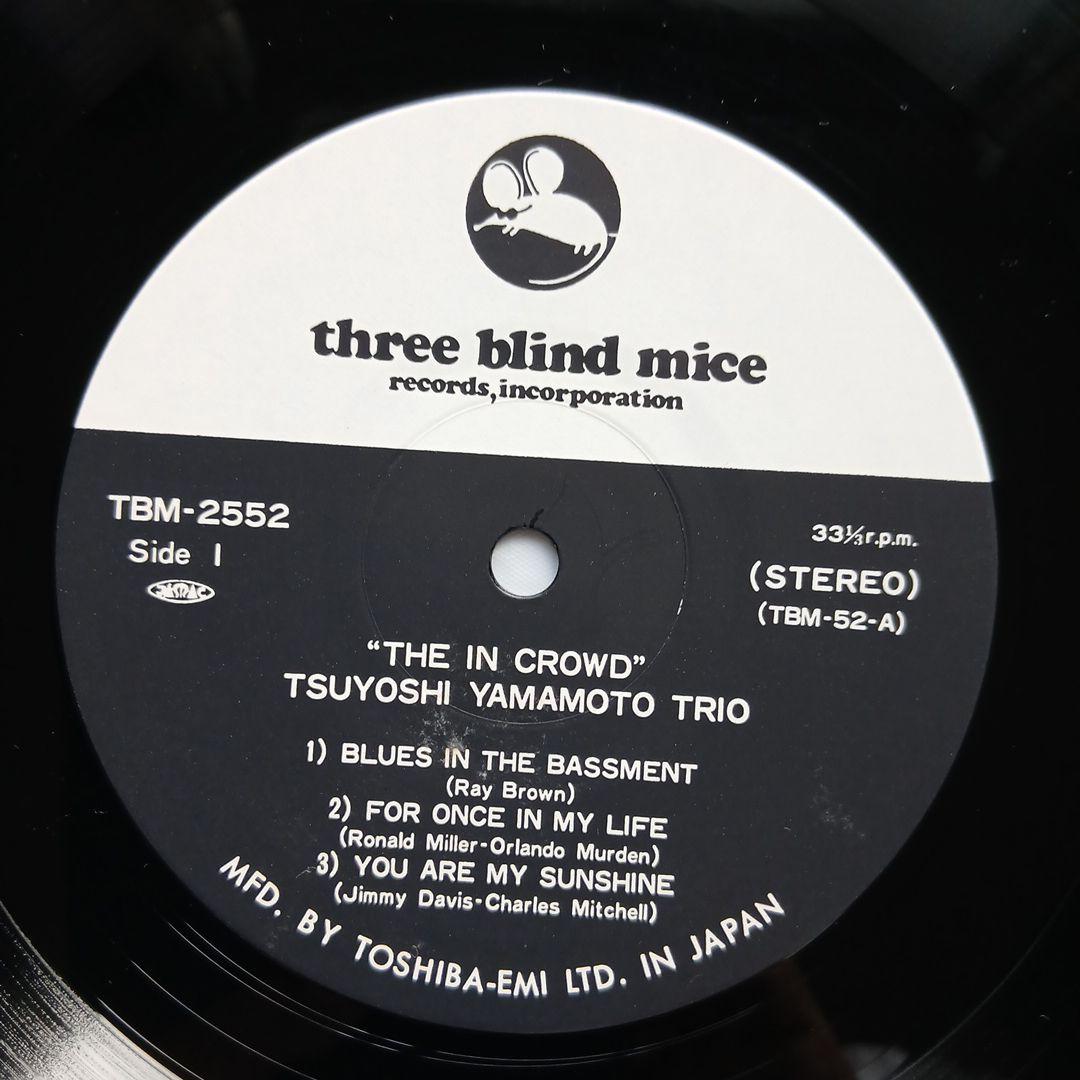 three blind mice
records, incorporation
TBM-2552
Side 1
JASRAC
33⅓ r.p.m.
(STEREO)
(TBM-52-A)
“THE IN CROWD”
TSUYOSHI YAMAMOTO TRIO
1) BLUES IN THE BASSMENT
(Ray Brown)
2) FOR ONCE IN MY LIFE
(Ronald Miller-Orlando Murden)
3) YOU ARE MY SUNSHINE
(Jimmy Davis-Charles Mitchell)
MFD. BY TOSHIBA-EMI LTD. IN JAPAN